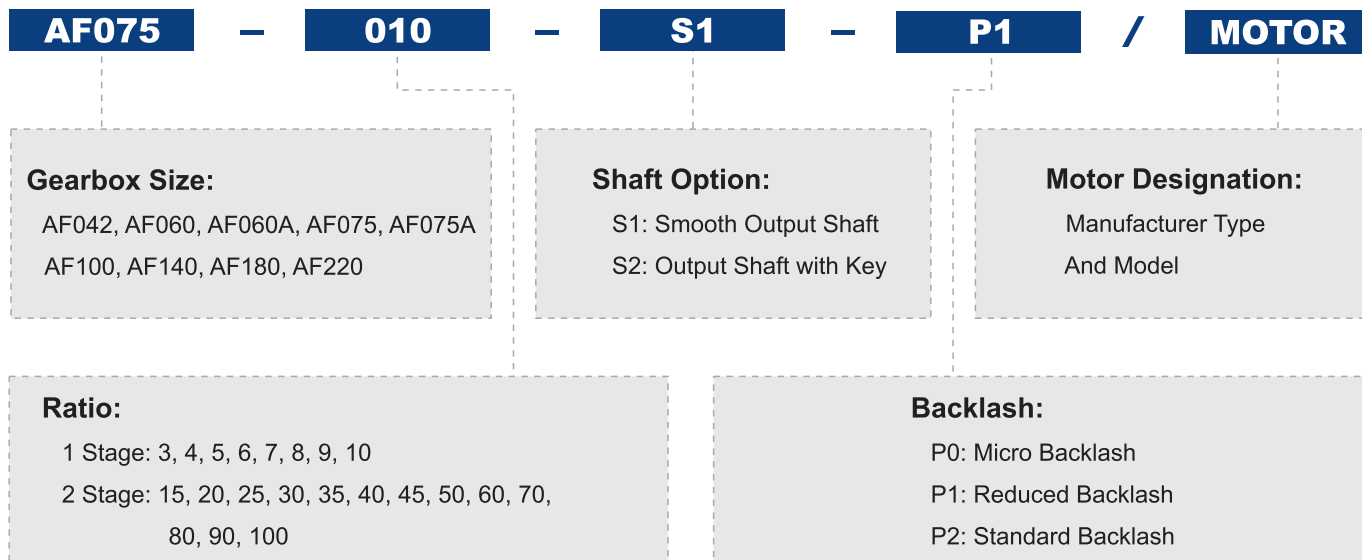 AF075 – 010 – S1 – P1 / MOTOR
Gearbox Size:
AF042, AF060, AF060A, AF075, AF075A
AF100, AF140, AF180, AF220
Shaft Option:
S1: Smooth Output Shaft
S2: Output Shaft with Key
Motor Designation:
Manufacturer Type
And Model
Ratio:
1 Stage: 3, 4, 5, 6, 7, 8, 9, 10
2 Stage: 15, 20, 25, 30, 35, 40, 45, 50, 60, 70,
80, 90, 100
Backlash:
P0: Micro Backlash
P1: Reduced Backlash
P2: Standard Backlash